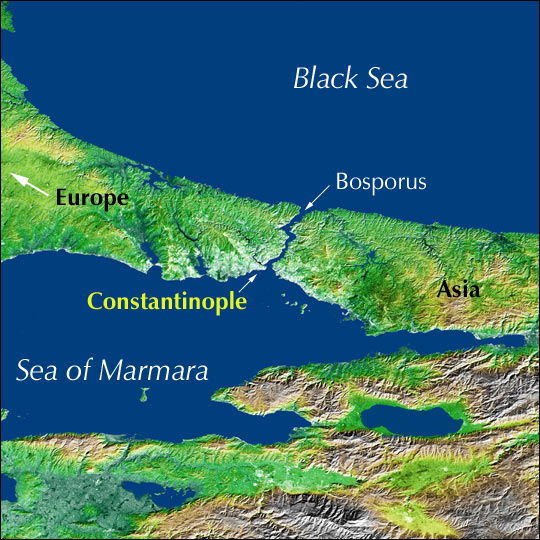 Black Sea
Bosporus
Europe
Asia
Constantinople
Sea of Marmara